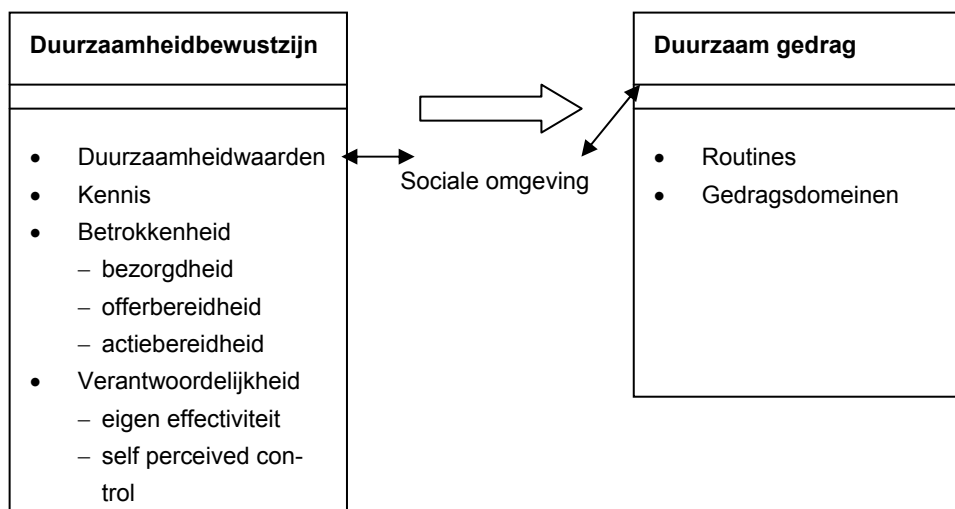 Duurzaamheidbewustzijn
• Duurzaamheidwaarden
• Kennis
• Betrokkenheid
– bezorgdheid
– offerbereidheid
– actiebereidheid
• Verantwoordelijkheid
– eigen effectiviteit
– self perceived con-
trol
Sociale omgeving
Duurzaam gedrag
• Routines
• Gedragsdomeinen